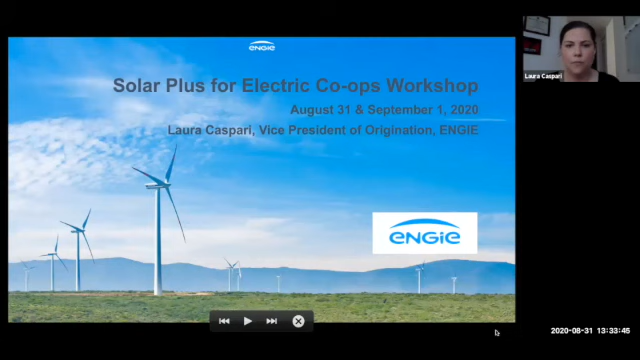 ENGIE
Solar Plus for Electric Co-ops Workshop
August 31 & September 1, 2020
Laura Caspari, Vice President of Origination, ENGIE
ENGIE
Laura Caspari
2020-08-31 13:33:45